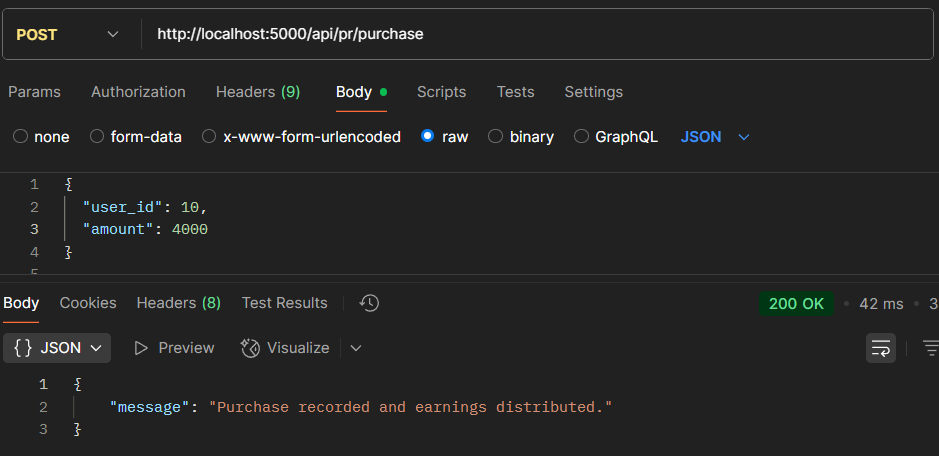 POST http://localhost:5000/api/pr/purchase
Params Authorization Headers (9) Body Scripts Tests Settings
none form-data x-www-form-urlencoded raw binary GraphQL JSON
1 {
2 "user_id": 10,
3 "amount": 4000
4 }
5
Body Cookies Headers (8) Test Results 200 OK 42 ms 3
{} JSON Preview Visualize
1 {
2 "message": "Purchase recorded and earnings distributed."
3 }